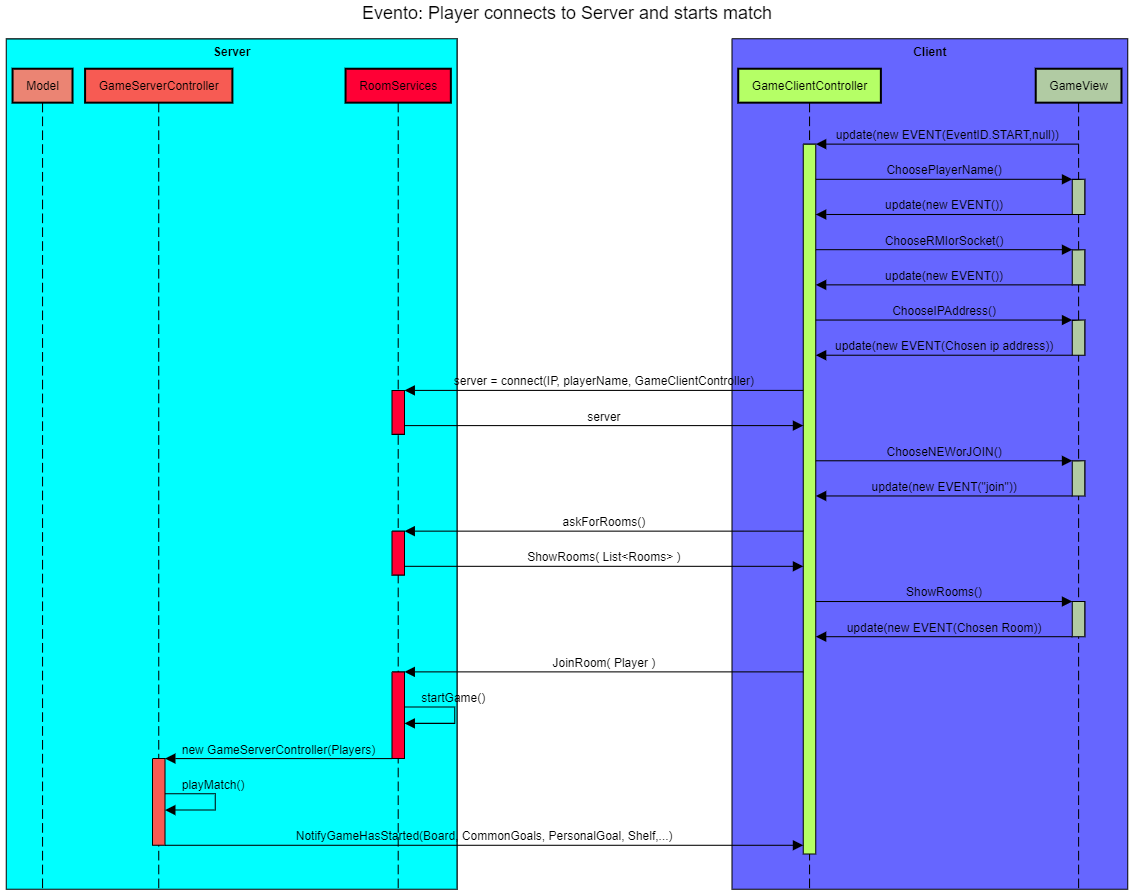 Evento: Player connects to Server and starts match
Server
Client
Model
GameServerController
RoomServices
GameClientController
GameView
update(new EVENT(EventID.START,null))
ChoosePlayerName()
update(new EVENT())
ChooseRMIorSocket()
update(new EVENT())
ChooseIPAddress()
update(new EVENT(Chosen ip address))
server = connect(IP, playerName, GameClientController)
server
ChooseNEWorJOIN()
update(new EVENT("join"))
askForRooms()
ShowRooms( List<Rooms> )
ShowRooms()
update(new EVENT(Chosen Room))
JoinRoom( Player )
startGame()
new GameServerController(Players)
playMatch()
NotifyGameHasStarted(Board, CommonGoals, PersonalGoal, Shelf,...)